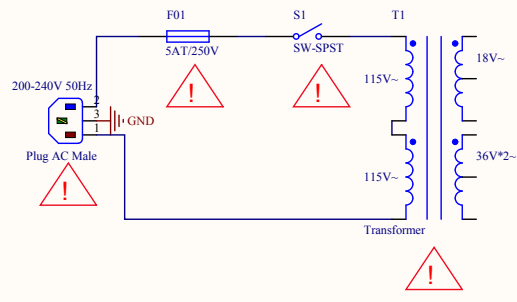 F01
S1
T1
5AT/250V
SW-SPST
18V~
200-240V 50Hz
115V~
2
3
GND
1
Plug AC Male
36V*2~
115V~
Transformer
!
!
!
!